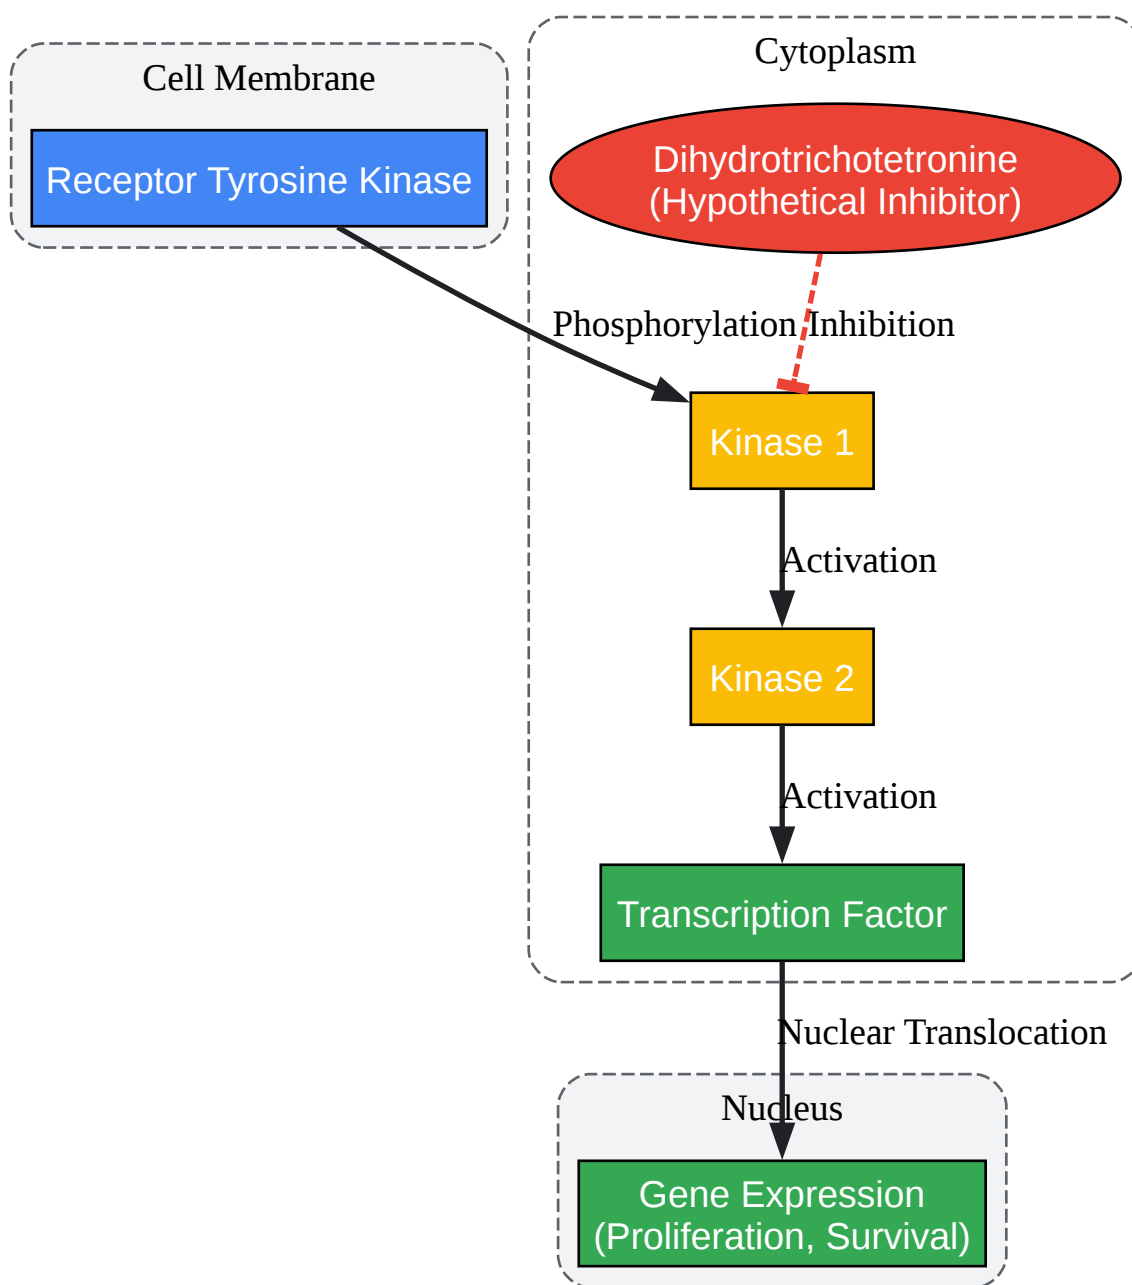 Cell Membrane
Receptor Tyrosine Kinase
Cytoplasm
Dihydrotrichotetronine
(Hypothetical Inhibitor)
Phosphorylation
Inhibition
Kinase 1
Activation
Kinase 2
Activation
Transcription Factor
Nuclear Translocation
Nucleus
Gene Expression
(Proliferation, Survival)